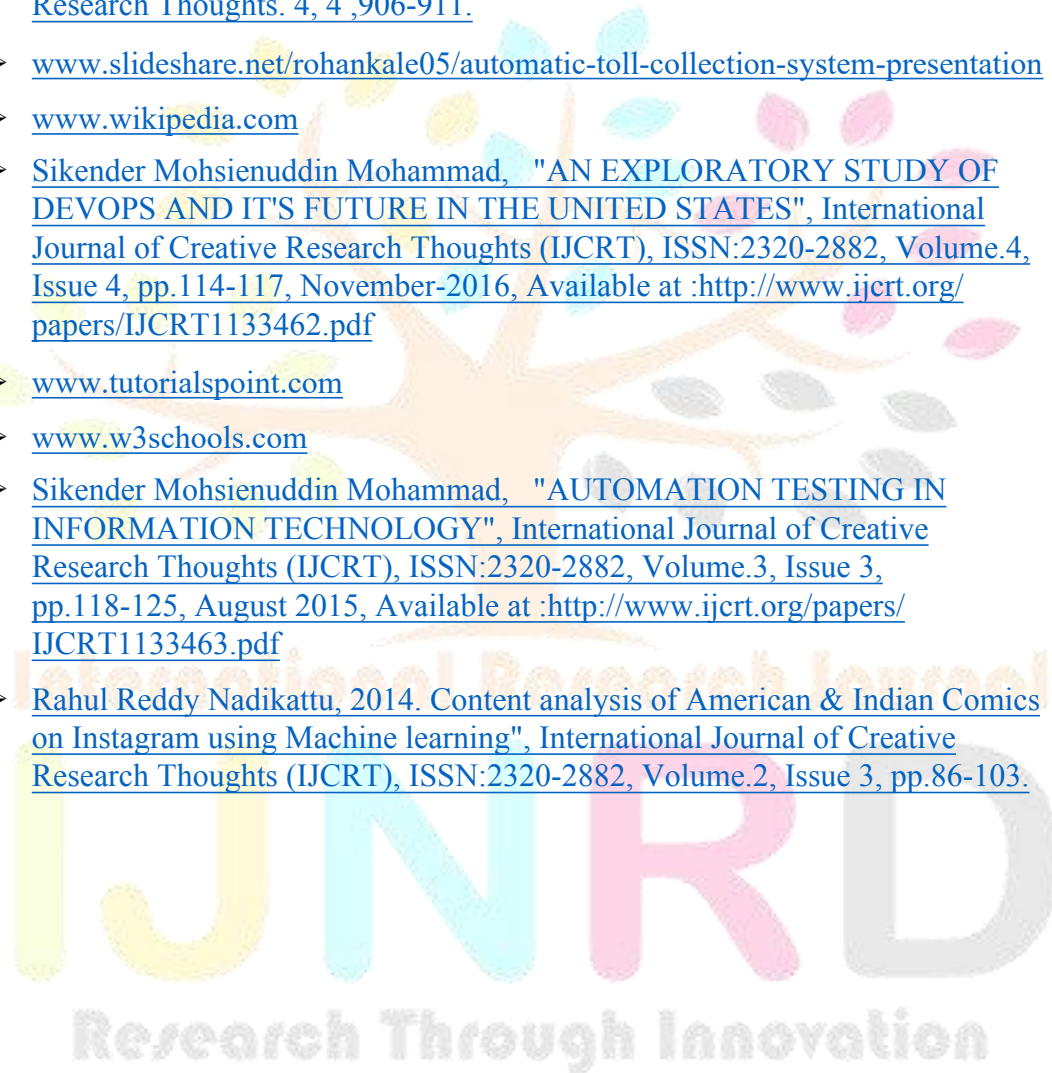 Research Thoughts. 4, 4 ,906-911.
➢ www.slideshare.net/rohankale05/automatic-toll-collection-system-presentation
➢ www.wikipedia.com
➢ Sikender Mohsienuddin Mohammad, "AN EXPLORATORY STUDY OF
DEVOPS AND IT'S FUTURE IN THE UNITED STATES", International
Journal of Creative Research Thoughts (IJCRT), ISSN:2320-2882, Volume.4,
Issue 4, pp.114-117, November-2016, Available at :http://www.ijcrt.org/
papers/IJCRT1133462.pdf
➢ www.tutorialspoint.com
➢ www.w3schools.com
➢ Sikender Mohsienuddin Mohammad, "AUTOMATION TESTING IN
INFORMATION TECHNOLOGY", International Journal of Creative
Research Thoughts (IJCRT), ISSN:2320-2882, Volume.3, Issue 3,
pp.118-125, August 2015, Available at :http://www.ijcrt.org/papers/
IJCRT1133463.pdf
International Research Journal
➢ Rahul Reddy Nadikattu, 2014. Content analysis of American & Indian Comics
on Instagram using Machine learning", International Journal of Creative
Research Thoughts (IJCRT), ISSN:2320-2882, Volume.2, Issue 3, pp.86-103.
IJNRD
Research Through Innovation